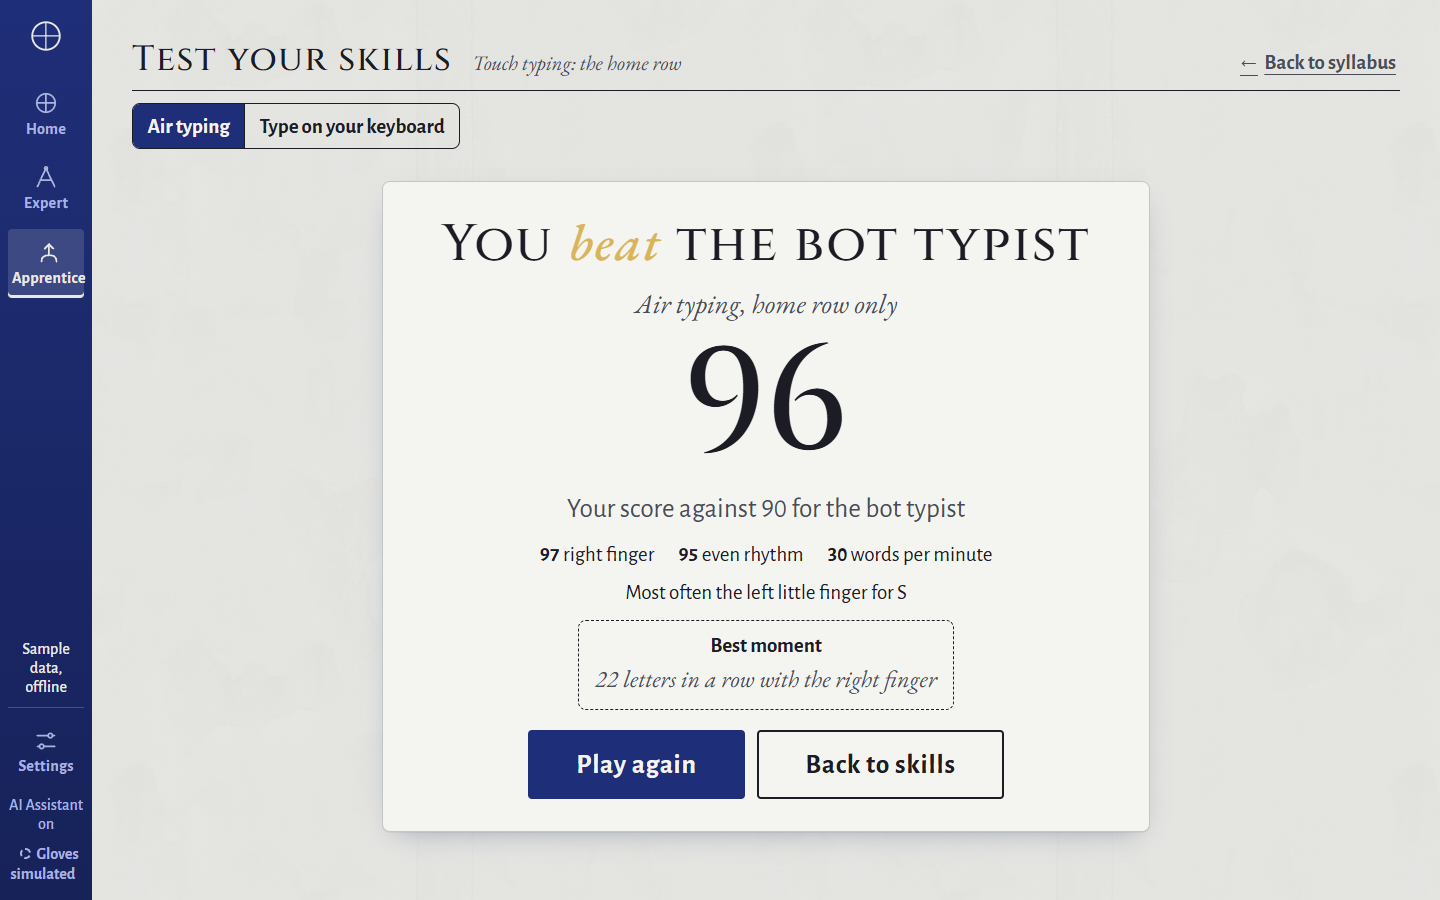 Home
Expert
Apprentice
Sample
data,
offline
Settings
AI Assistant
on
Gloves
simulated
TEST YOUR SKILLS Touch typing: the home row
← Back to syllabus
Air typing Type on your keyboard
YOU beat THE BOT TYPIST
Air typing, home row only
96
Your score against 90 for the bot typist
97 right finger 95 even rhythm 30 words per minute
Most often the left little finger for S
Best moment
22 letters in a row with the right finger
Play again Back to skills